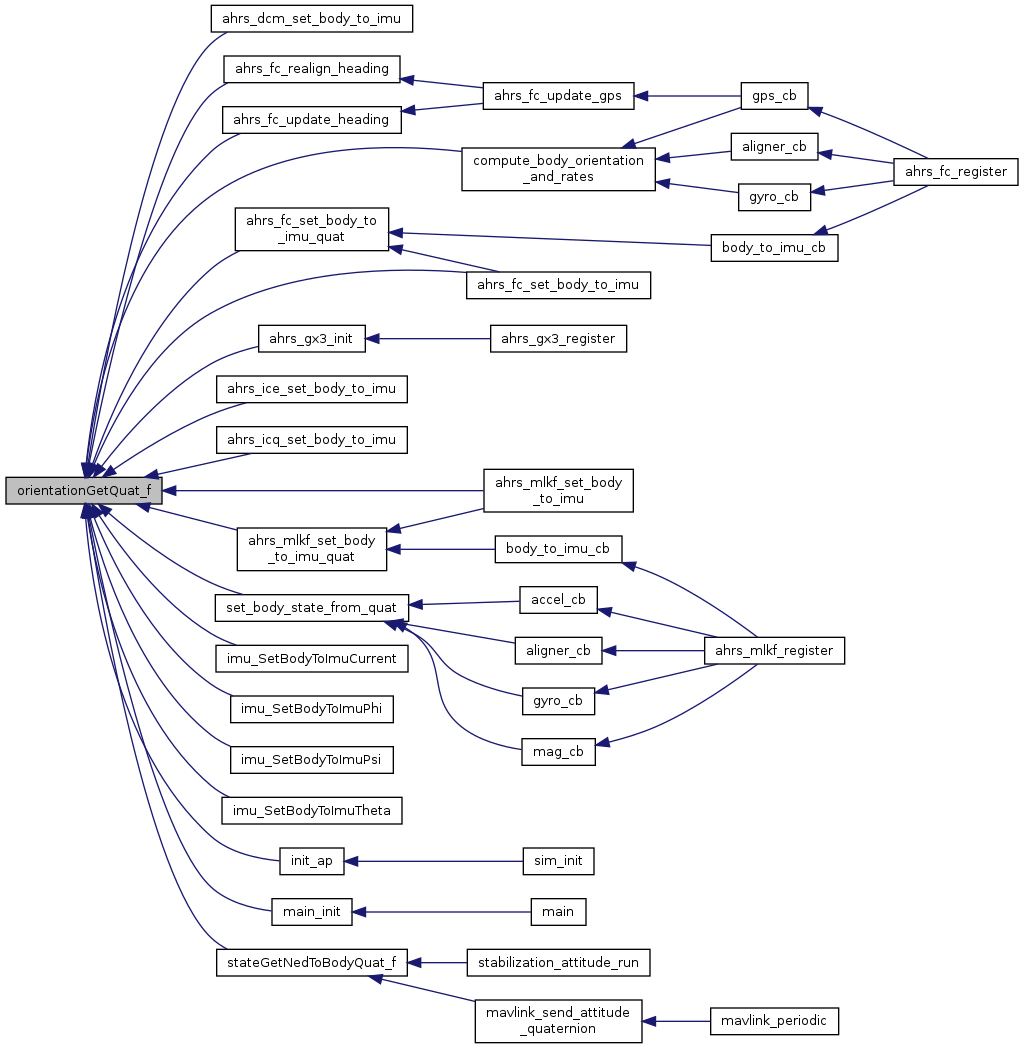 ahrs_dcm_set_body_to_imu
ahrs_fc_realign_heading
ahrs_fc_update_gps
gps_cb
ahrs_fc_update_heading
aligner_cb
compute_body_orientation
_and_rates
ahrs_fc_register
gyro_cb
ahrs_fc_set_body_to
_imu_quat
body_to_imu_cb
ahrs_fc_set_body_to_imu
ahrs_gx3_init
ahrs_gx3_register
ahrs_ice_set_body_to_imu
ahrs_icq_set_body_to_imu
orientationGetQuat_f
ahrs_mlkf_set_body
_to_imu
ahrs_mlkf_set_body
_to_imu_quat
body_to_imu_cb
set_body_state_from_quat
accel_cb
aligner_cb
ahrs_mlkf_register
imu_SetBodyToImuCurrent
gyro_cb
imu_SetBodyToImuPhi
mag_cb
imu_SetBodyToImuPsi
imu_SetBodyToImuTheta
init_ap
sim_init
main_init
main
stateGetNedToBodyQuat_f
stabilization_attitude_run
mavlink_send_attitude
_quaternion
mavlink_periodic